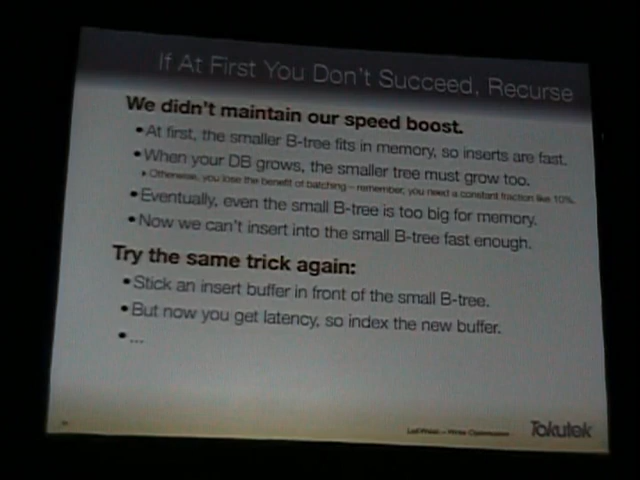 If At First You Don't Succeed, Recurse
We didn't maintain our speed boost.
• At first, the smaller B-tree fits in memory, so inserts are fast.
• When your DB grows, the smaller tree must grow too.
‣ Otherwise, you lose the benefit of batching – remember, you need a constant fraction like 10%.
• Eventually, even the small B-tree is too big for memory.
• Now we can't insert into the small B-tree fast enough.
Try the same trick again:
• Stick an insert buffer in front of the small B-tree.
• But now you get latency, so index the new buffer.
• ...
Tokutek